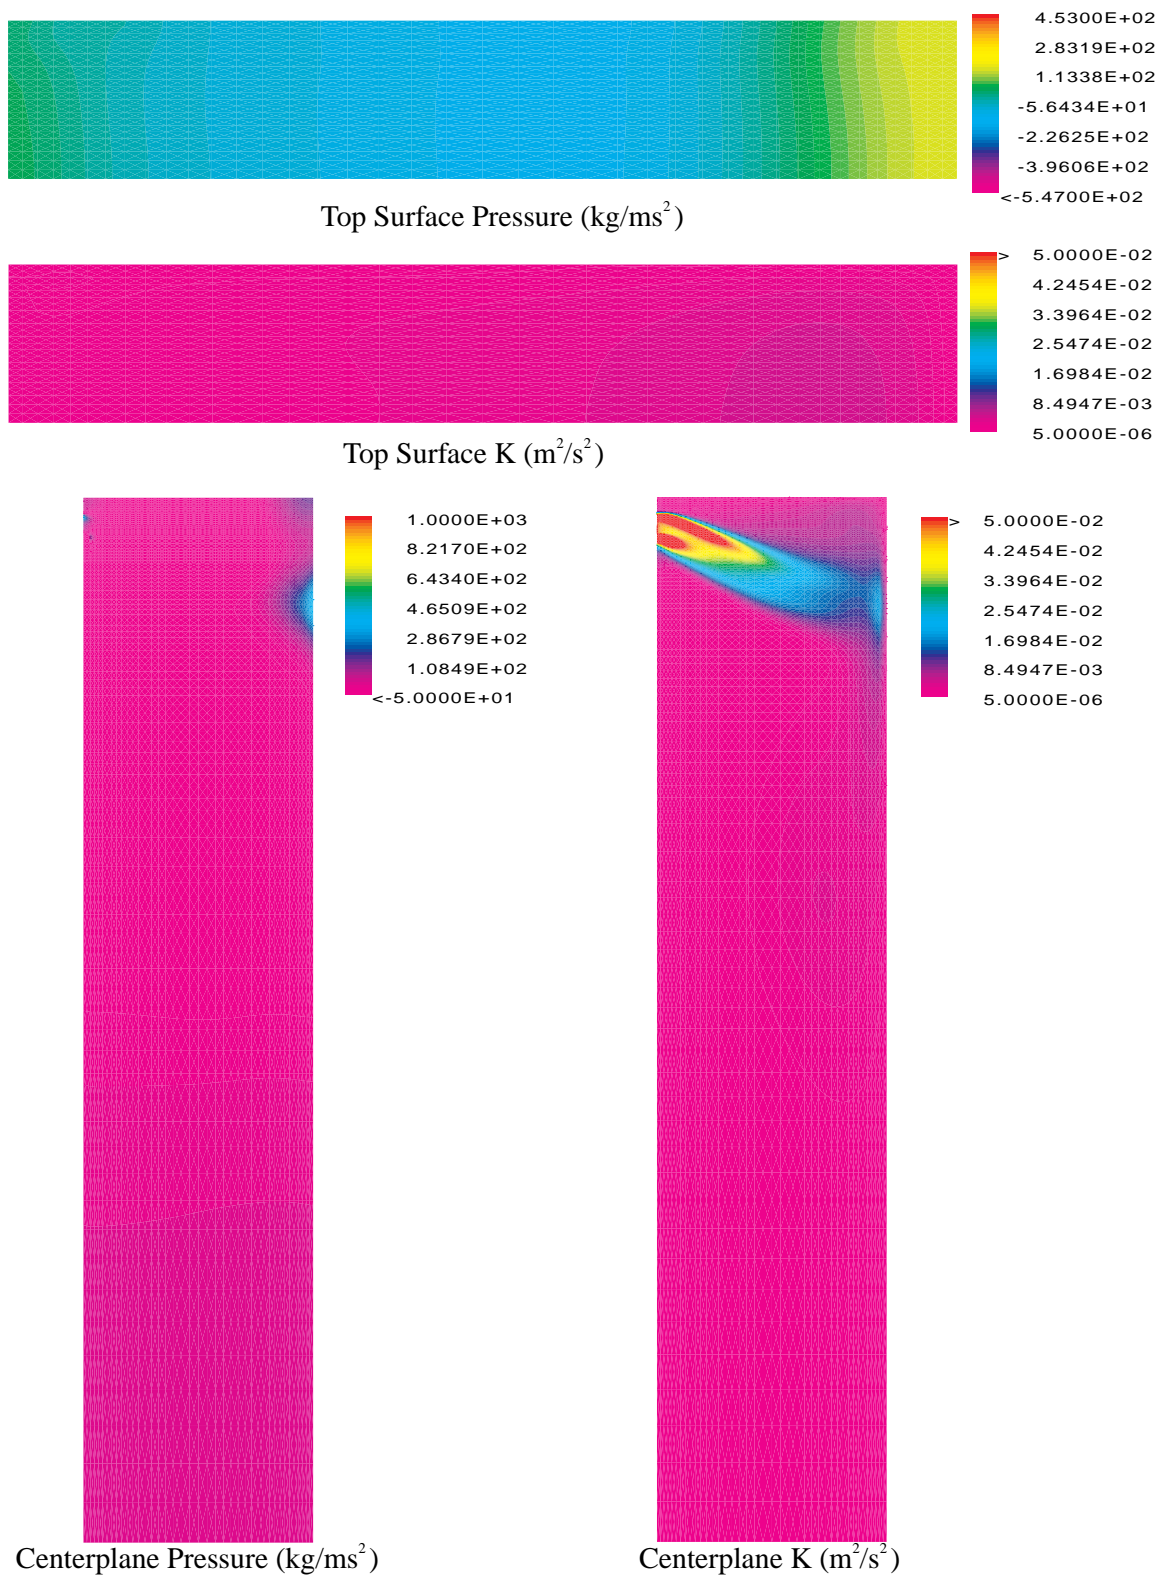 4.5300E+02
2.8319E+02
1.1338E+02
-5.6434E+01
-2.2625E+02
-3.9606E+02
<-5.4700E+02
Top Surface Pressure (kg/ms²)
> 5.0000E-02
4.2454E-02
3.3964E-02
2.5474E-02
1.6984E-02
8.4947E-03
5.0000E-06
Top Surface K (m²/s²)
1.0000E+03
8.2170E+02
6.4340E+02
4.6509E+02
2.8679E+02
1.0849E+02
<-5.0000E+01
> 5.0000E-02
4.2454E-02
3.3964E-02
2.5474E-02
1.6984E-02
8.4947E-03
5.0000E-06
Centerplane Pressure (kg/ms²)
Centerplane K (m²/s²)